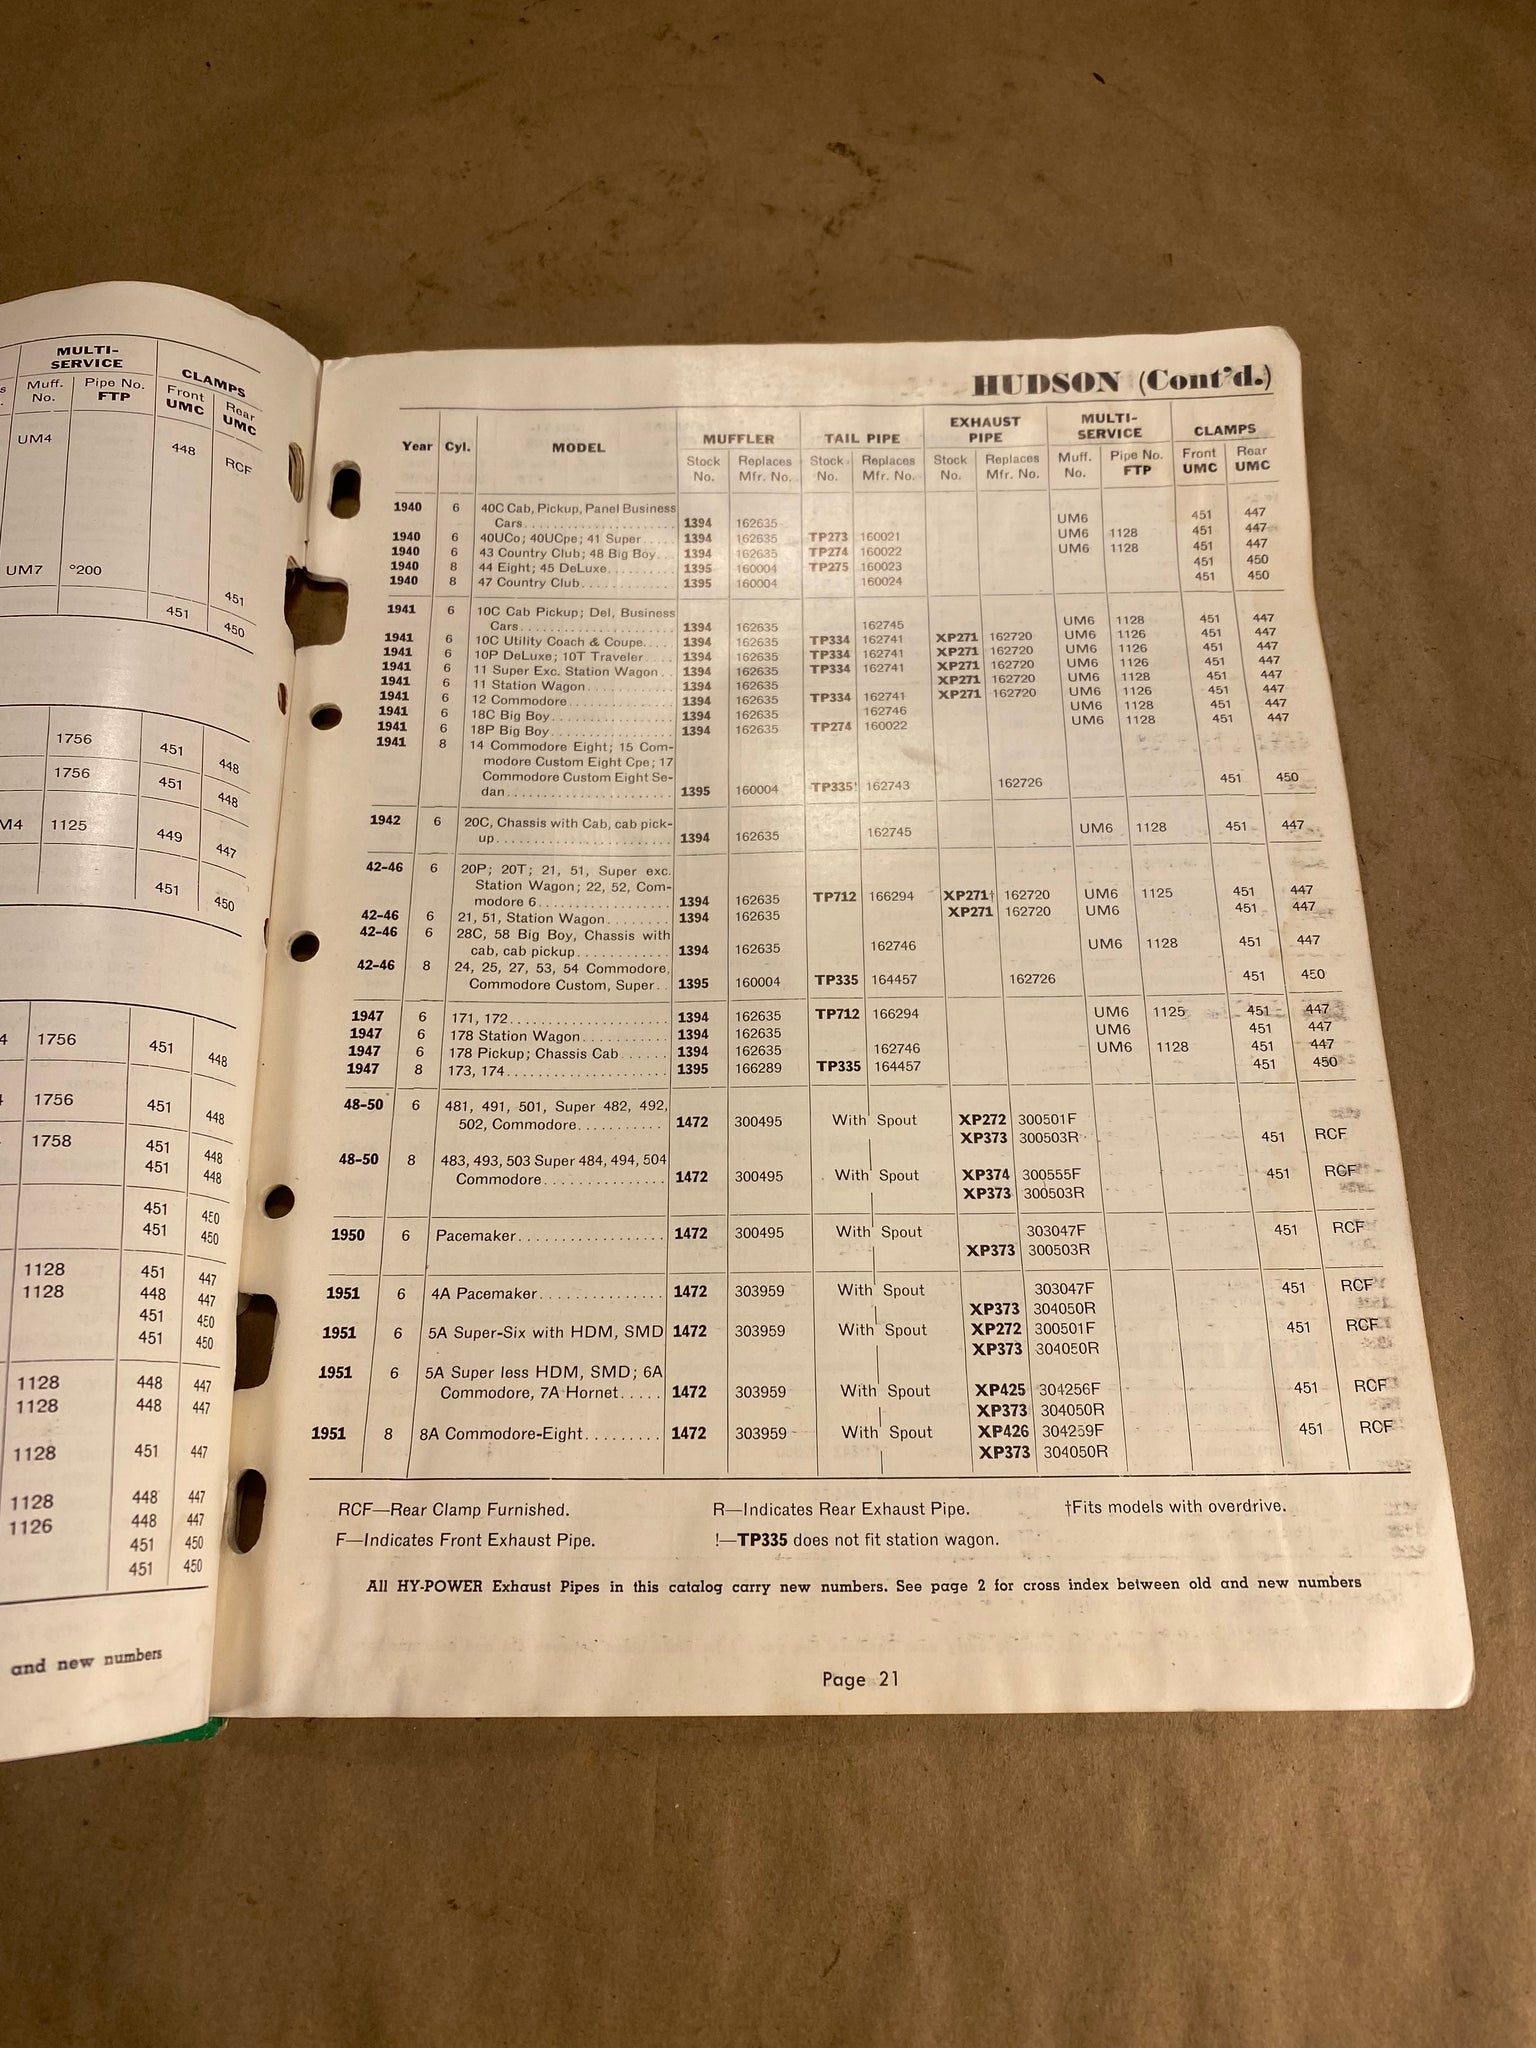 MULTI-
SERVICE
CLAMPS
Muff.
No.
Pipe No.
FTP
Front
UMC
Rear
UMC
UM4
448
RCF
UM7 °200
451
451
450
1756 451 448
1756 451 448
M4 1125 449 447
451 450
1756 451 448
1756 451 448
1758 451 448
451 448
451 450
451 450
1128 451 447
1128 448 447
451 450
451 450
1128 448 447
1128 448 447
1128 451 447
1128 448 447
1126 448 447
451 450
451 450
and new numbers
HUDSON (Cont'd.)
Year Cyl. MODEL MUFFLER TAIL PIPE EXHAUST PIPE MULTI-SERVICE CLAMPS
Stock No. Replaces Mfr. No. Stock No. Replaces Mfr. No. Stock No. Replaces Mfr. No. Muff. No. Pipe No. FTP Front UMC Rear UMC
1940 6 40C Cab, Pickup, Panel Business
Cars 1394 162635 UM6 451 447
1940 6 40UCo; 40UCpe; 41 Super 1394 162635 TP273 160021 UM6 1128 451 447
1940 6 43 Country Club; 48 Big Boy 1394 162635 TP274 160022 UM6 1128 451 447
1940 8 44 Eight; 45 DeLuxe 1395 160004 TP275 160023 451 450
1940 8 47 Country Club 1395 160004 160024 451 450
1941 6 10C Cab Pickup; Del, Business
Cars 1394 162635 162745 UM6 1128 451 447
1941 6 10C Utility Coach & Coupe 1394 162635 TP334 162741 XP271 162720 UM6 1126 451 447
1941 6 10P DeLuxe; 10T Traveler 1394 162635 TP334 162741 XP271 162720 UM6 1126 451 447
1941 6 11 Super Exc. Station Wagon 1394 162635 TP334 162741 XP271 162720 UM6 1126 451 447
1941 6 11 Station Wagon 1394 162635 XP271 162720 UM6 1128 451 447
1941 6 12 Commodore 1394 162635 TP334 162741 XP271 162720 UM6 1126 451 447
1941 6 18C Big Boy 1394 162635 162746 UM6 1128 451 447
1941 6 18P Big Boy 1394 162635 TP274 160022 UM6 1128 451 447
1941 8 14 Commodore Eight; 15 Com-
modore Custom Eight Cpe; 17
Commodore Custom Eight Se-
dan 1395 160004 TP335! 162743 162726 451 450
1942 6 20C, Chassis with Cab, cab pick-
up 1394 162635 162745 UM6 1128 451 447
42–46 6 20P; 20T; 21, 51, Super exc.
Station Wagon; 22, 52, Com-
modore 6 1394 162635 TP712 166294 XP271† 162720 UM6 1125 451 447
42–46 6 21, 51, Station Wagon 1394 162635 XP271 162720 UM6 451 447
42–46 6 28C, 58 Big Boy, Chassis with
cab, cab pickup 1394 162635 162746 UM6 1128 451 447
42–46 8 24, 25, 27, 53, 54 Commodore,
Commodore Custom, Super 1395 160004 TP335 164457 162726 451 450
1947 6 171, 172 1394 162635 TP712 166294 UM6 1125 451 447
1947 6 178 Station Wagon 1394 162635 UM6 451 447
1947 6 178 Pickup; Chassis Cab 1394 162635 162746 UM6 1128 451 447
1947 8 173, 174 1395 166289 TP335 164457 451 450
48–50 6 481, 491, 501, Super 482, 492,
502, Commodore 1472 300495 With Spout XP272 300501F
XP373 300503R 451 RCF
48–50 8 483, 493, 503 Super 484, 494, 504
Commodore 1472 300495 With Spout XP374 300555F 451 RCF
XP373 300503R
1950 6 Pacemaker 1472 300495 With Spout 303047F 451 RCF
XP373 300503R
1951 6 4A Pacemaker 1472 303959 With Spout 303047F 451 RCF
XP373 304050R
1951 6 5A Super-Six with HDM, SMD 1472 303959 With Spout XP272 300501F 451 RCF
XP373 304050R
1951 6 5A Super less HDM, SMD; 6A
Commodore, 7A Hornet 1472 303959 With Spout XP425 304256F 451 RCF
XP373 304050R
1951 8 8A Commodore-Eight 1472 303959 With Spout XP426 304259F 451 RCF
XP373 304050R
RCF—Rear Clamp Furnished. R—Indicates Rear Exhaust Pipe. †Fits models with overdrive.
F—Indicates Front Exhaust Pipe. !—TP335 does not fit station wagon.
All HY-POWER Exhaust Pipes in this catalog carry new numbers. See page 2 for cross index between old and new numbers
Page 21